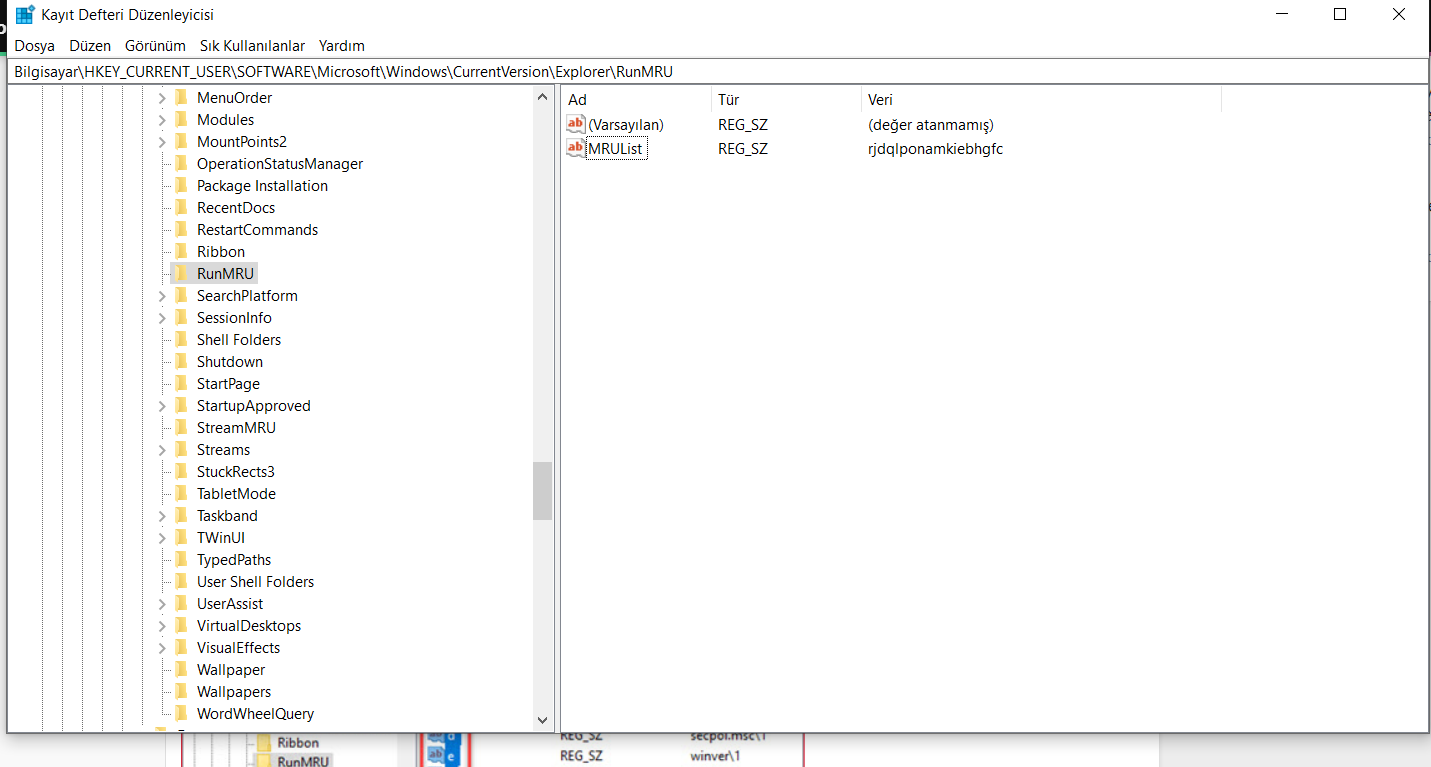 Kayıt Defteri Düzenleyicisi
Dosya Düzen Görünüm Sık Kullanılanlar Yardım
Bilgisayar\HKEY_CURRENT_USER\SOFTWARE\Microsoft\Windows\CurrentVersion\Explorer\RunMRU
Ad Tür Veri
(Varsayılan) REG_SZ (değer atanmamış)
MRUList REG_SZ rjdqlponamkiebhgfc
MenuOrder
Modules
MountPoints2
OperationStatusManager
Package Installation
RecentDocs
RestartCommands
Ribbon
RunMRU
SearchPlatform
SessionInfo
Shell Folders
Shutdown
StartPage
StartupApproved
StreamMRU
Streams
StuckRects3
TabletMode
Taskband
TWinUI
TypedPaths
User Shell Folders
UserAssist
VirtualDesktops
VisualEffects
Wallpaper
Wallpapers
WordWheelQuery
d REG_SZ secpol.msc\1
Ribbon
e REG_SZ winver\1
RunMRU